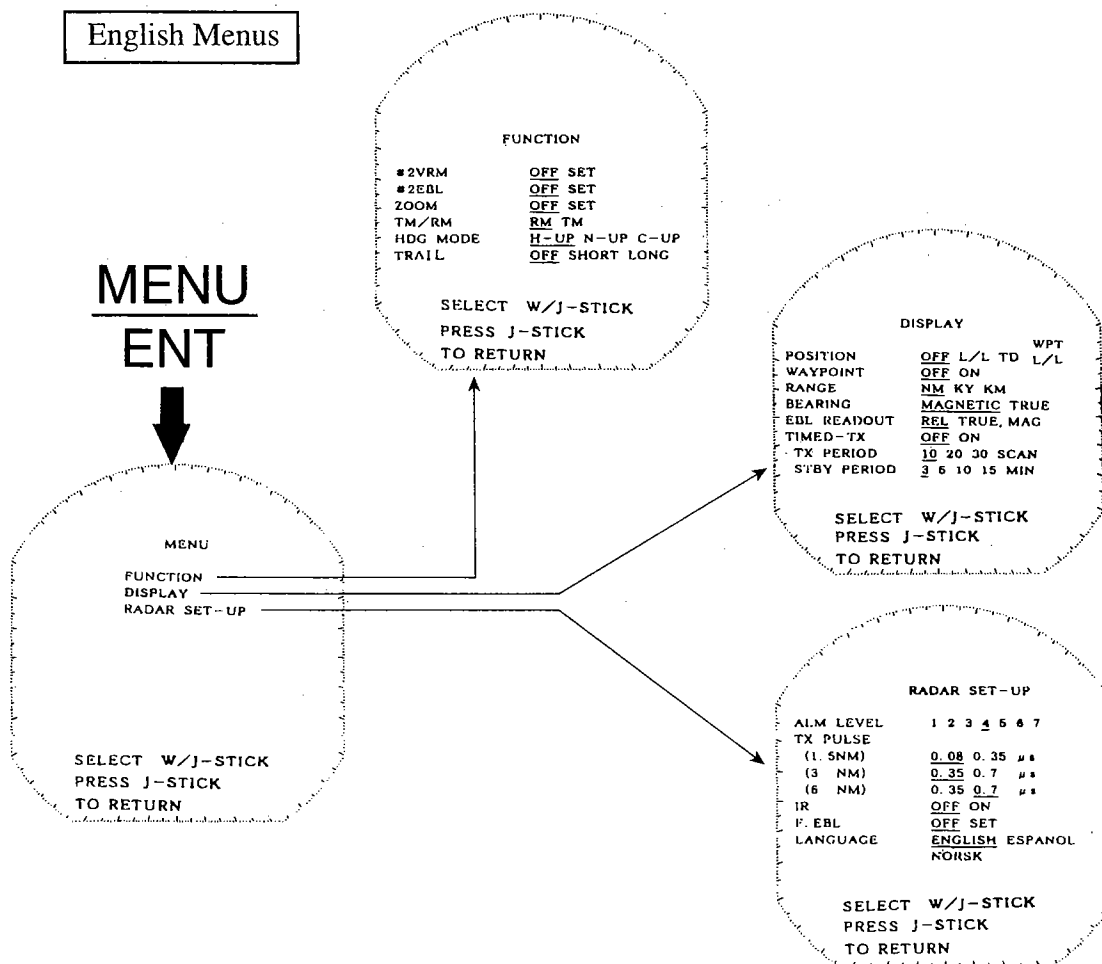 English Menus
MENU
ENT
MENU
FUNCTION
DISPLAY
RADAR SET-UP
SELECT W/J-STICK
PRESS J-STICK
TO RETURN
FUNCTION
#2VRM OFF SET
#2EBL OFF SET
ZOOM OFF SET
TM/RM RM TM
HDG MODE H-UP N-UP C-UP
TRAIL OFF SHORT LONG
SELECT W/J-STICK
PRESS J-STICK
TO RETURN
DISPLAY
WPT
POSITION OFF L/L TD L/L
WAYPOINT OFF ON
RANGE NM KY KM
BEARING MAGNETIC TRUE
EBL READOUT REL TRUE, MAG
TIMED-TX OFF ON
TX PERIOD 10 20 30 SCAN
STBY PERIOD 3 5 10 15 MIN
SELECT W/J-STICK
PRESS J-STICK
TO RETURN
RADAR SET-UP
ALM LEVEL 1 2 3 4 5 6 7
TX PULSE
(1. 5NM) 0. 08 0. 35 μs
(3 NM) 0. 35 0. 7 μs
(6 NM) 0. 35 0. 7 μs
IR OFF ON
F. EBL OFF SET
LANGUAGE ENGLISH ESPANOL
NORSK
SELECT W/J-STICK
PRESS J-STICK
TO RETURN